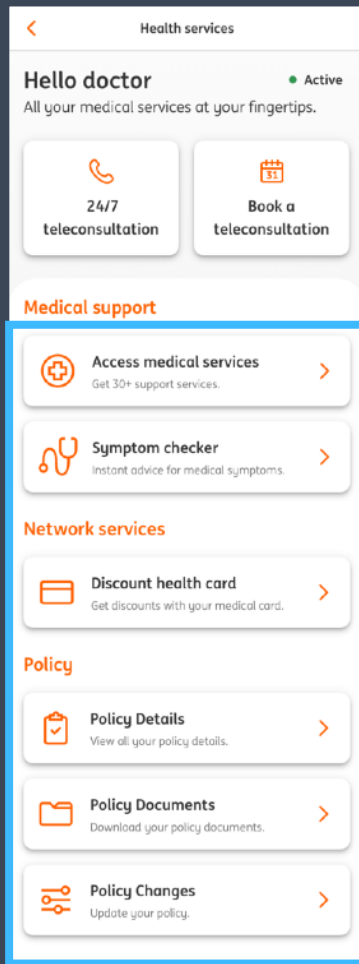 Health services
Hello doctor
Active
All your medical services at your fingertips.
24/7
teleconsultation
31
Book a
teleconsultation
Medical support
Access medical services
Get 30+ support services.
Symptom checker
Instant advice for medical symptoms.
Network services
Discount health card
Get discounts with your medical card.
Policy
Policy Details
View all your policy details.
Policy Documents
Download your policy documents.
Policy Changes
Update your policy.